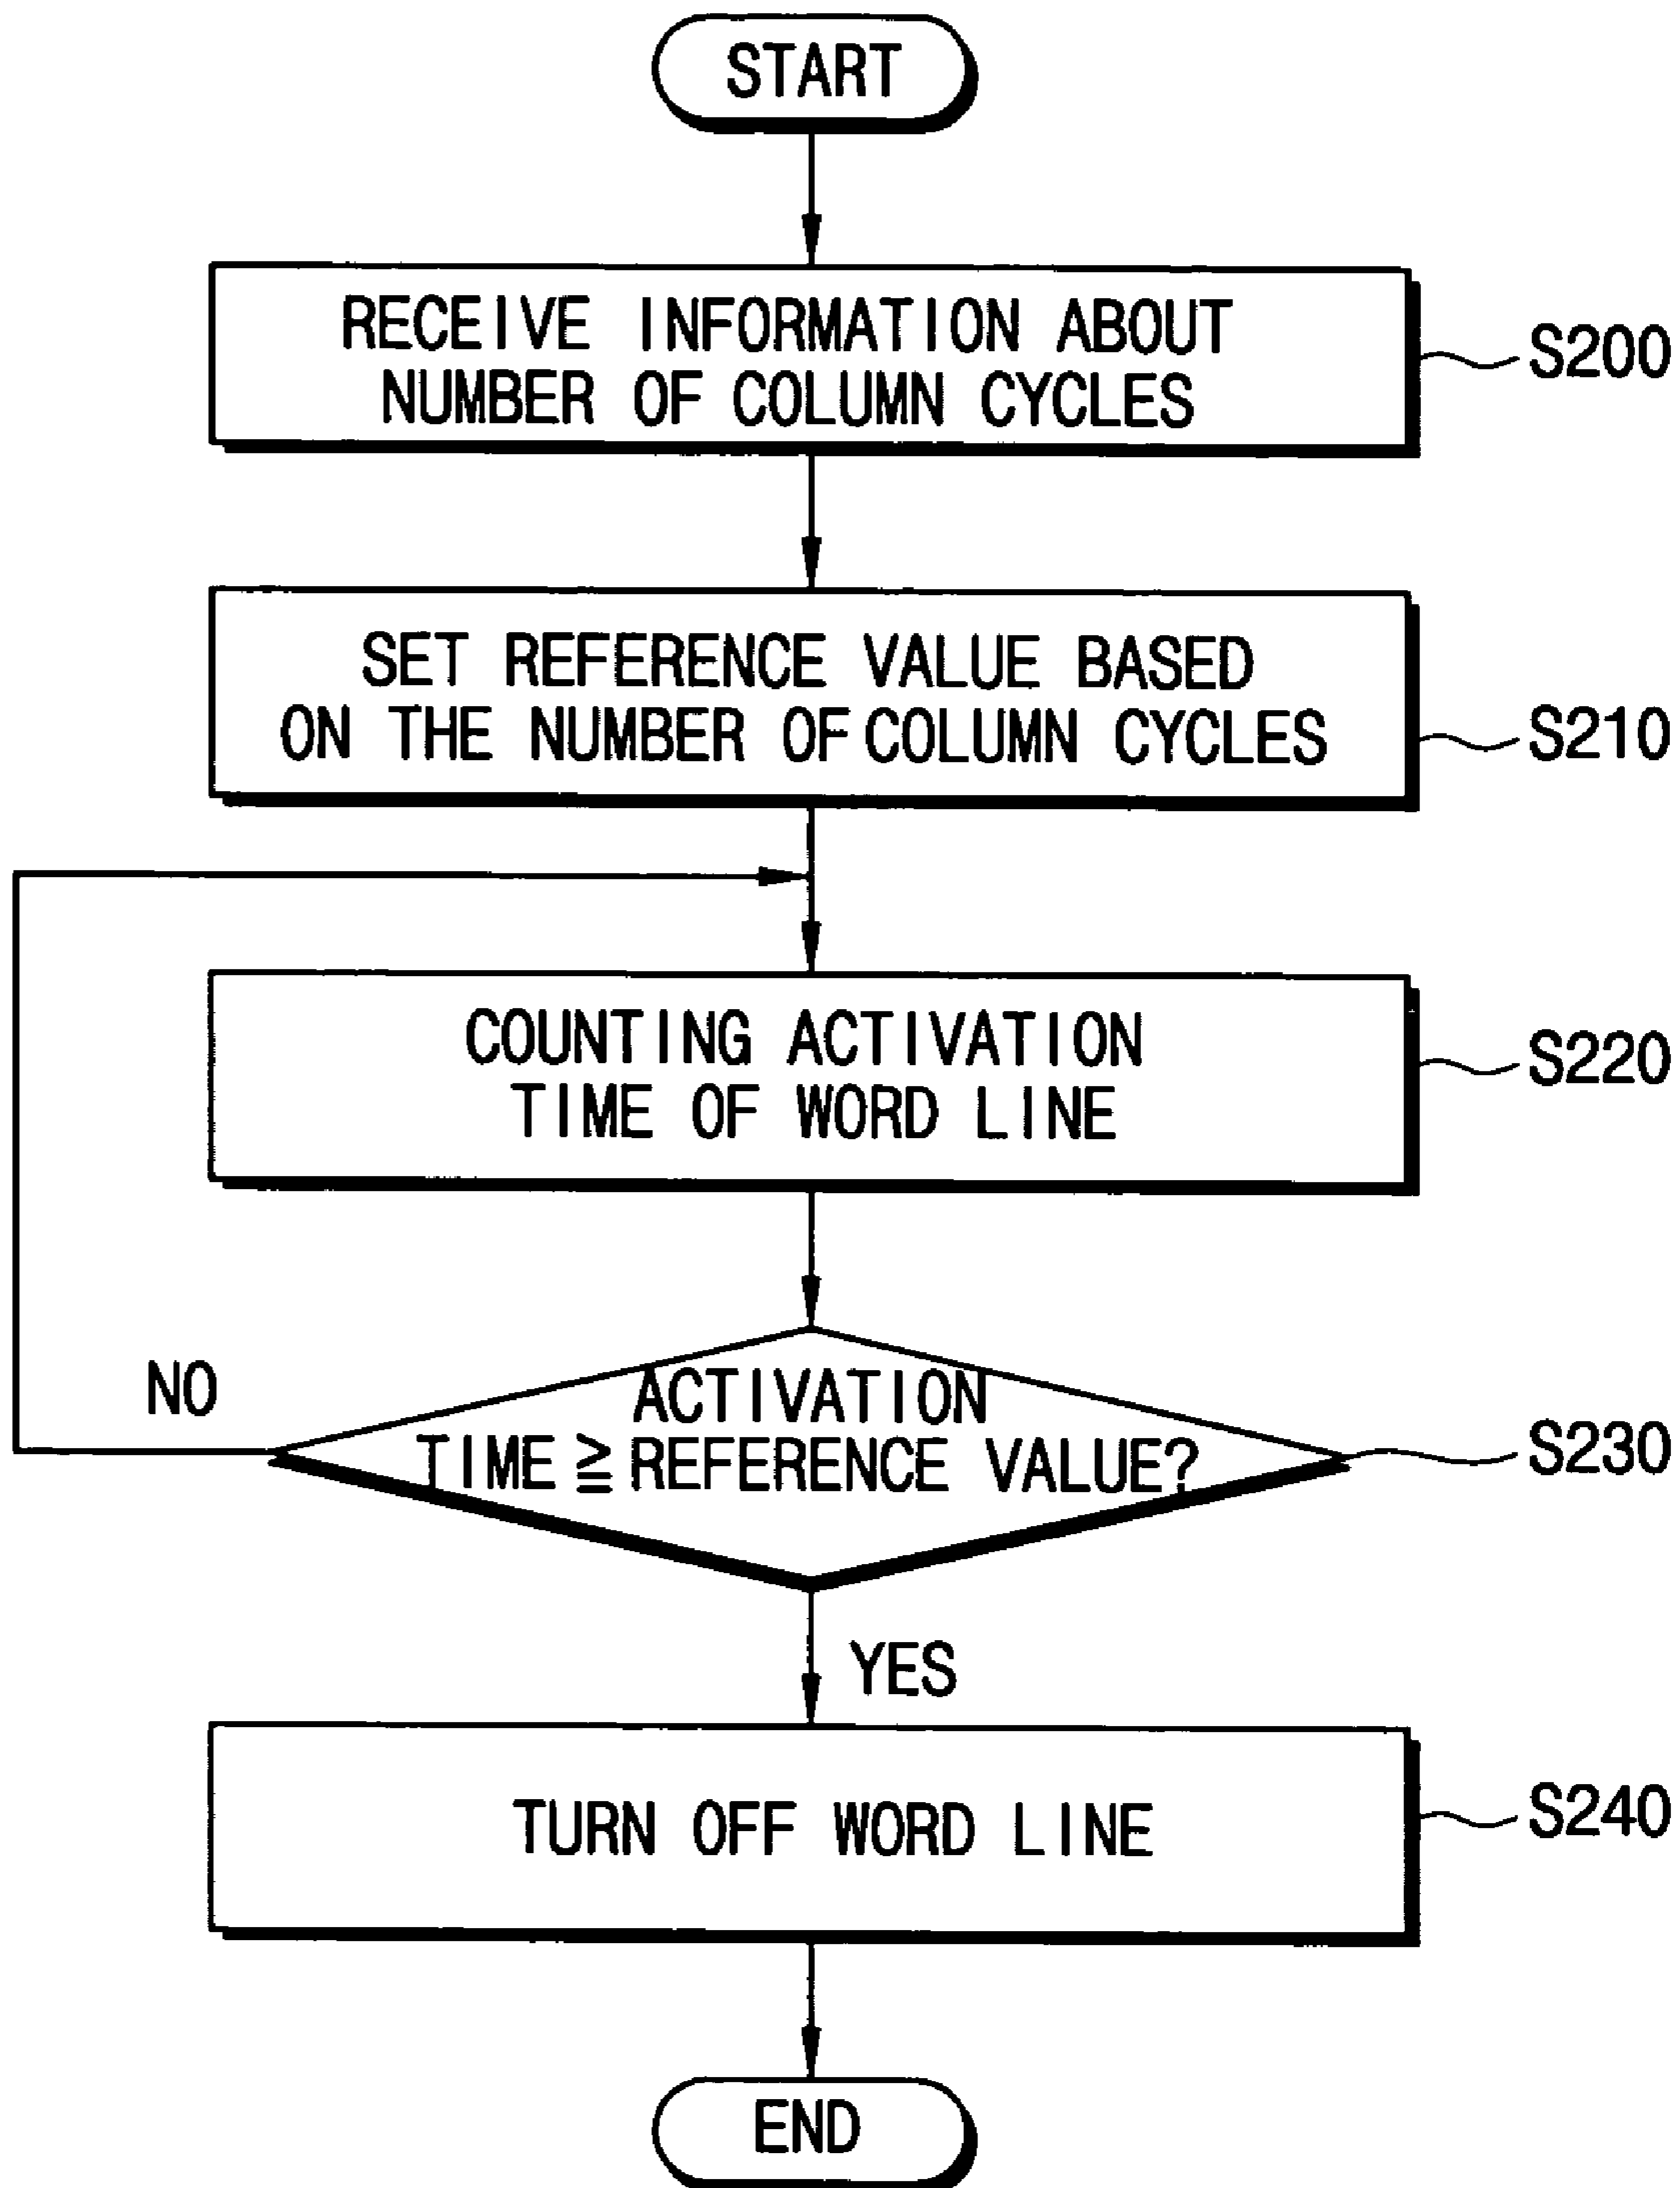 START
RECEIVE INFORMATION ABOUT
NUMBER OF COLUMN CYCLES
S200
SET REFERENCE VALUE BASED
ON THE NUMBER OF COLUMN CYCLES
S210
COUNTING ACTIVATION
TIME OF WORD LINE
S220
NO
ACTIVATION
TIME ≧ REFERENCE VALUE?
S230
YES
TURN OFF WORD LINE
S240
END